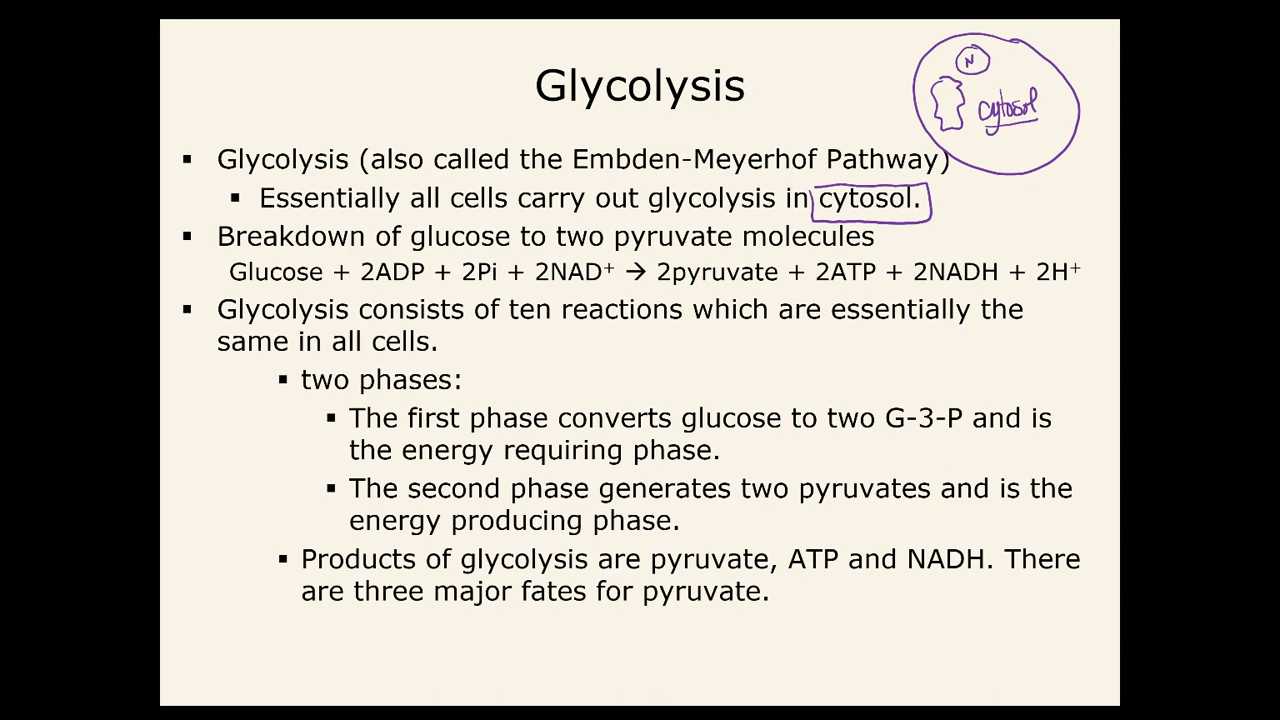 Glycolysis
N
cytosol
▪ Glycolysis (also called the Embden-Meyerhof Pathway)
▪ Essentially all cells carry out glycolysis in cytosol.
▪ Breakdown of glucose to two pyruvate molecules
Glucose + 2ADP + 2Pi + 2NAD⁺ → 2pyruvate + 2ATP + 2NADH + 2H⁺
▪ Glycolysis consists of ten reactions which are essentially the
same in all cells.
▪ two phases:
▪ The first phase converts glucose to two G-3-P and is
the energy requiring phase.
▪ The second phase generates two pyruvates and is the
energy producing phase.
▪ Products of glycolysis are pyruvate, ATP and NADH. There
are three major fates for pyruvate.